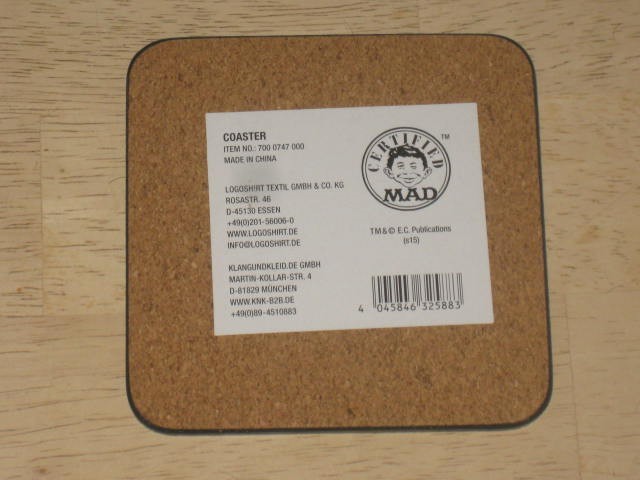 COASTER
ITEM NO.: 700 0747 000
MADE IN CHINA
LOGOSHIRT TEXTIL GMBH & CO. KG
ROSASTR. 46
D-45130 ESSEN
+49(0)201-56006-0
WWW.LOGOSHIRT.DE
INFO@LOGOSHIRT.DE
KLANGUNDKLEID.DE GMBH
MARTIN-KOLLAR-STR. 4
D-81829 MÜNCHEN
WWW.KNK-B2B.DE
+49(0)89-4510883
CERTIFIED TM
MAD
TM & © E.C. Publications
(s15)
4 045846 325883